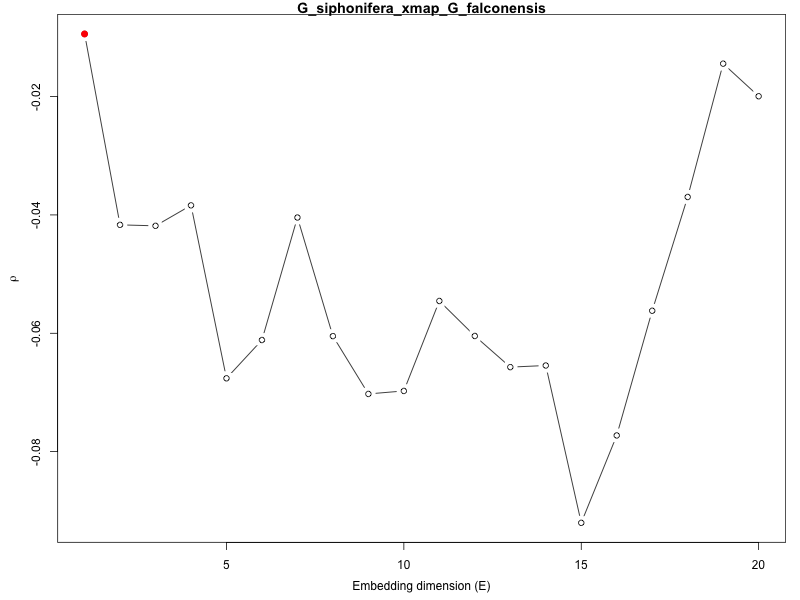 G_siphonifera_xmap_G_falconensis
-0.02
-0.04
-0.06
-0.08
ρ
5 10 15 20
Embedding dimension (E)